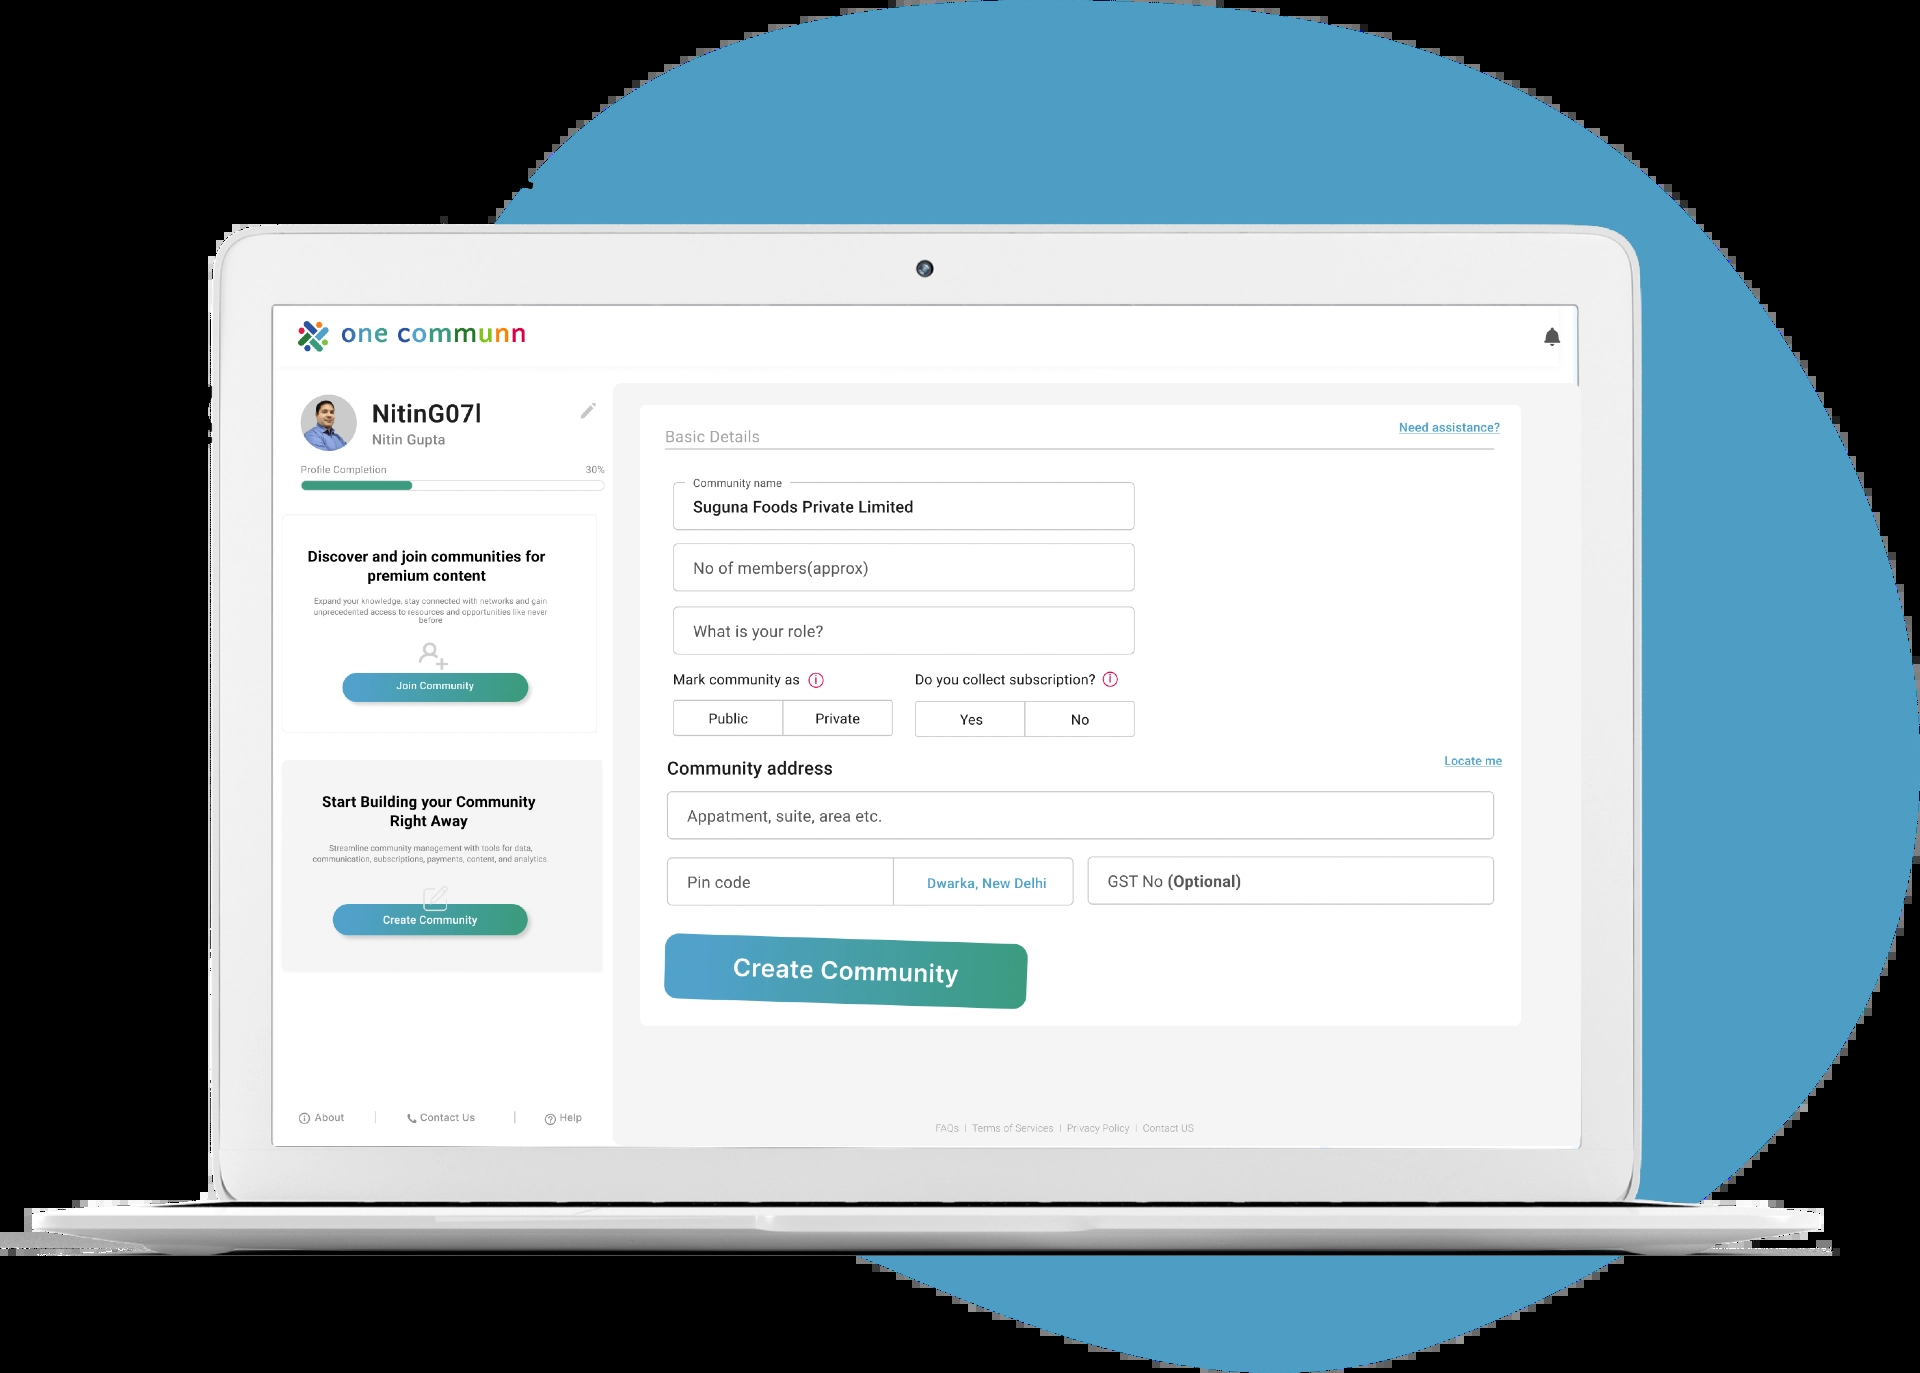 one communn
NitinG07l
Nitin Gupta
Profile Completion
30%
Discover and join communities for
premium content
Expand your knowledge, stay connected with networks and gain
unprecedented access to resources and opportunities like never
before
Join Community
Start Building your Community
Right Away
Streamline community management with tools for data,
communication, subscriptions, payments, content, and analytics.
Create Community
About
Contact Us
Help
Basic Details
Need assistance?
Community name
Suguna Foods Private Limited
No of members(approx)
What is your role?
Mark community as
Do you collect subscription?
Public
Private
Yes
No
Community address
Locate me
Appatment, suite, area etc.
Pin code
Dwarka, New Delhi
GST No (Optional)
Create Community
FAQs | Terms of Services | Privacy Policy | Contact US